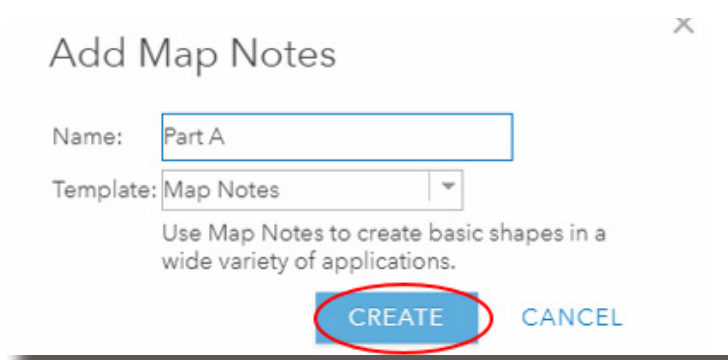 Add Map Notes
Name: Part A
Template: Map Notes
Use Map Notes to create basic shapes in a
wide variety of applications.
CREATE CANCEL